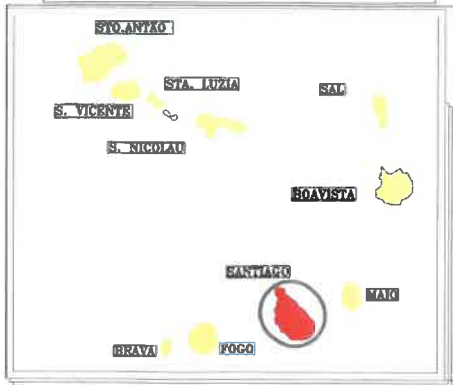 STO.ANTÃO
STA. LUZIA
SAL
S. VICENTE
S. NICOLAU
BOAVISTA
SANTIAGO
MAIO
BRAVA
FOGO